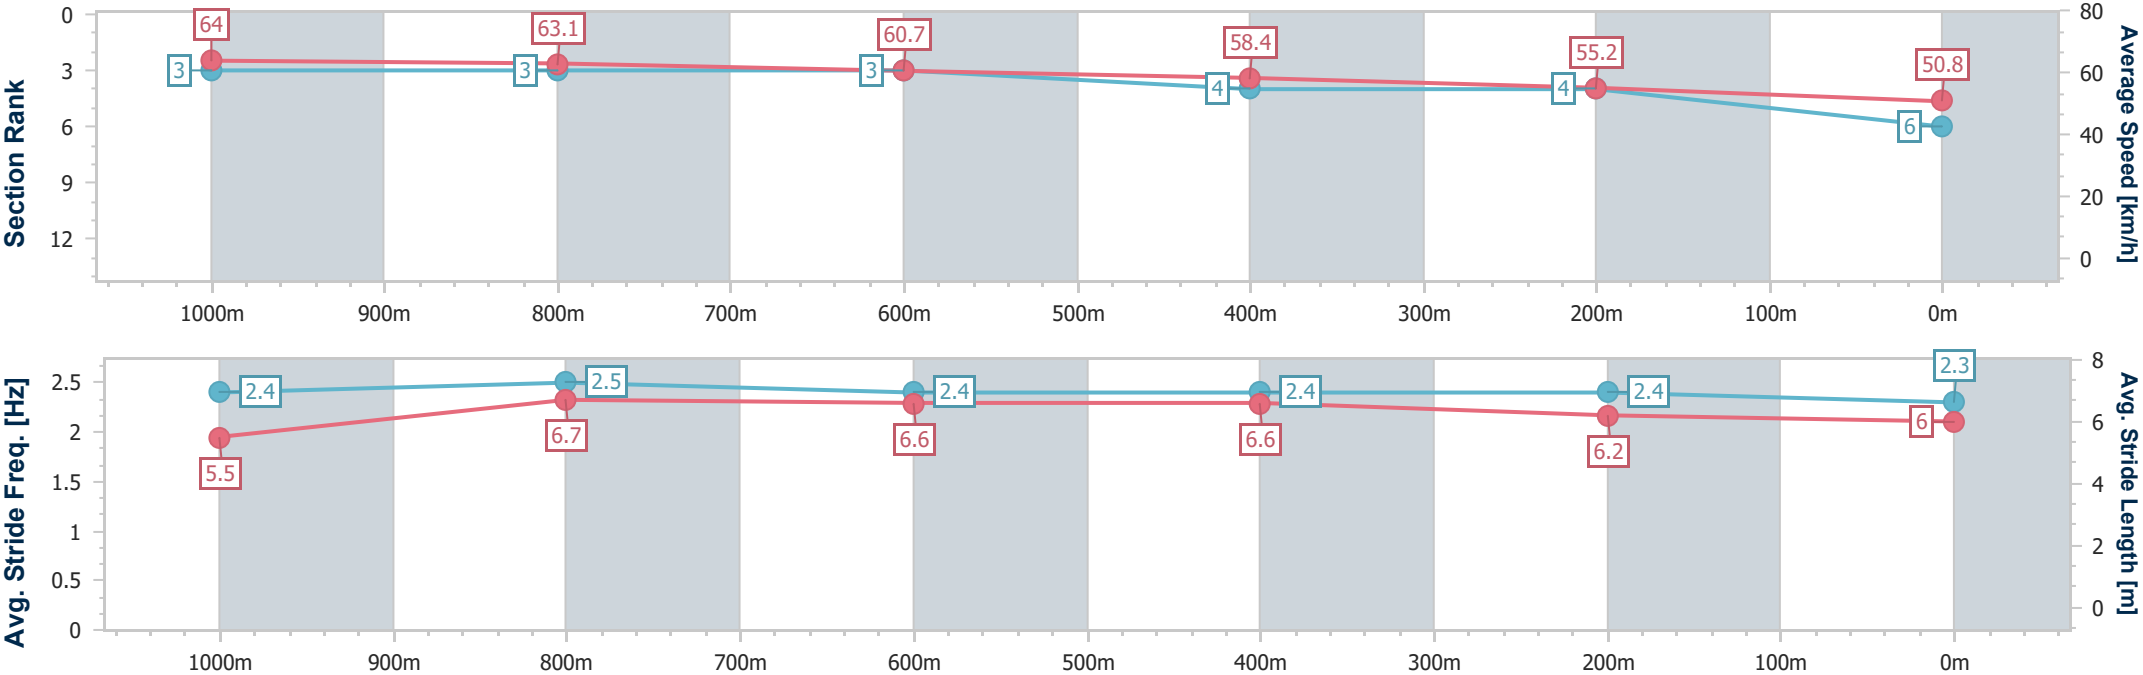 Section Rank
0
3
6
9
12
64
63.1
60.7
58.4
55.2
50.8
3
3
3
4
4
6
80
60
40
20
0
Average Speed [km/h]
1000m
900m
800m
700m
600m
500m
400m
300m
200m
100m
0m
Avg. Stride Freq. [Hz]
2.5
2
1.5
1
0.5
0
2.4
2.5
2.4
2.4
2.4
2.3
5.5
6.7
6.6
6.6
6.2
6
8
6
4
2
0
Avg. Stride Length [m]
1000m
900m
800m
700m
600m
500m
400m
300m
200m
100m
0m